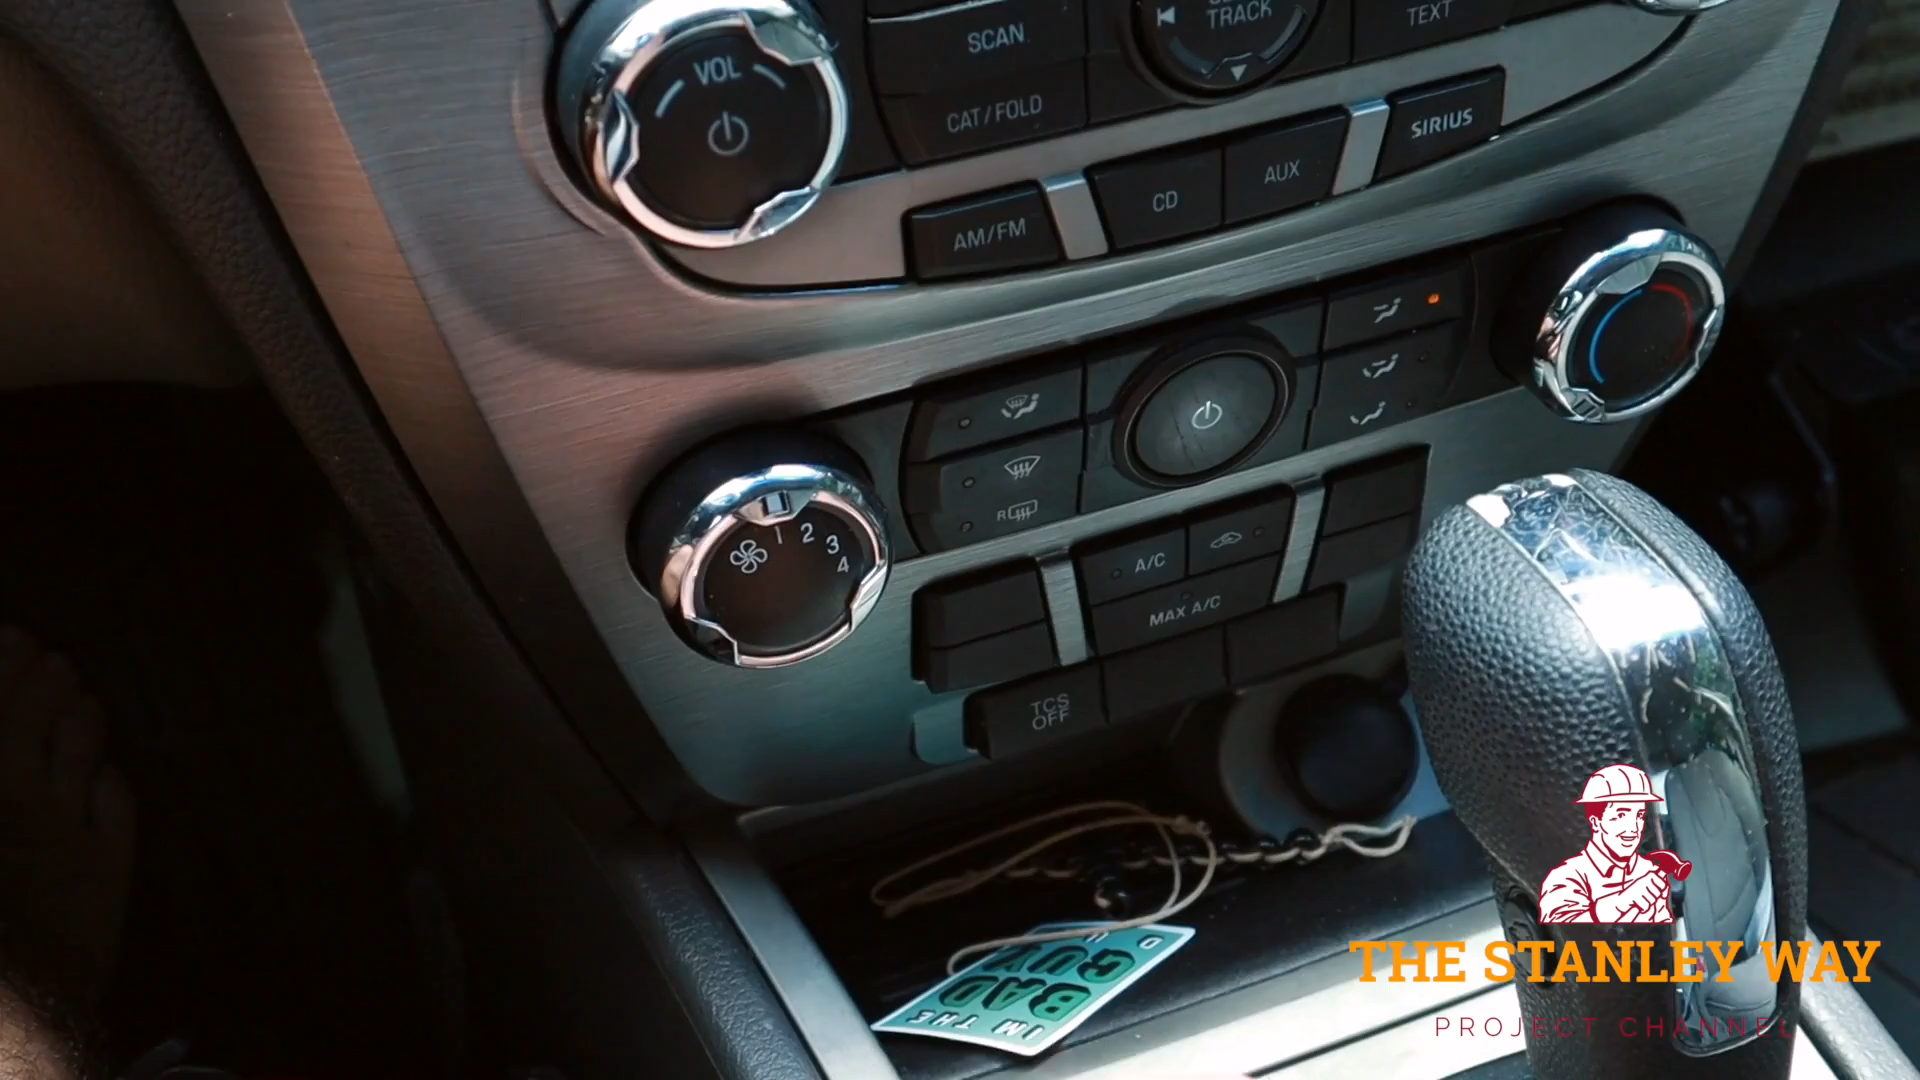 TRACK
TEXT
SCAN
VOL
CAT/FOLD
SIRIUS
AUX
CD
AM/FM
1 2 3 4
R
A/C
MAX A/C
TCS
OFF
IM THE
BAD
GUY
D U
THE STANLEY WAY
PROJECT CHANNEL